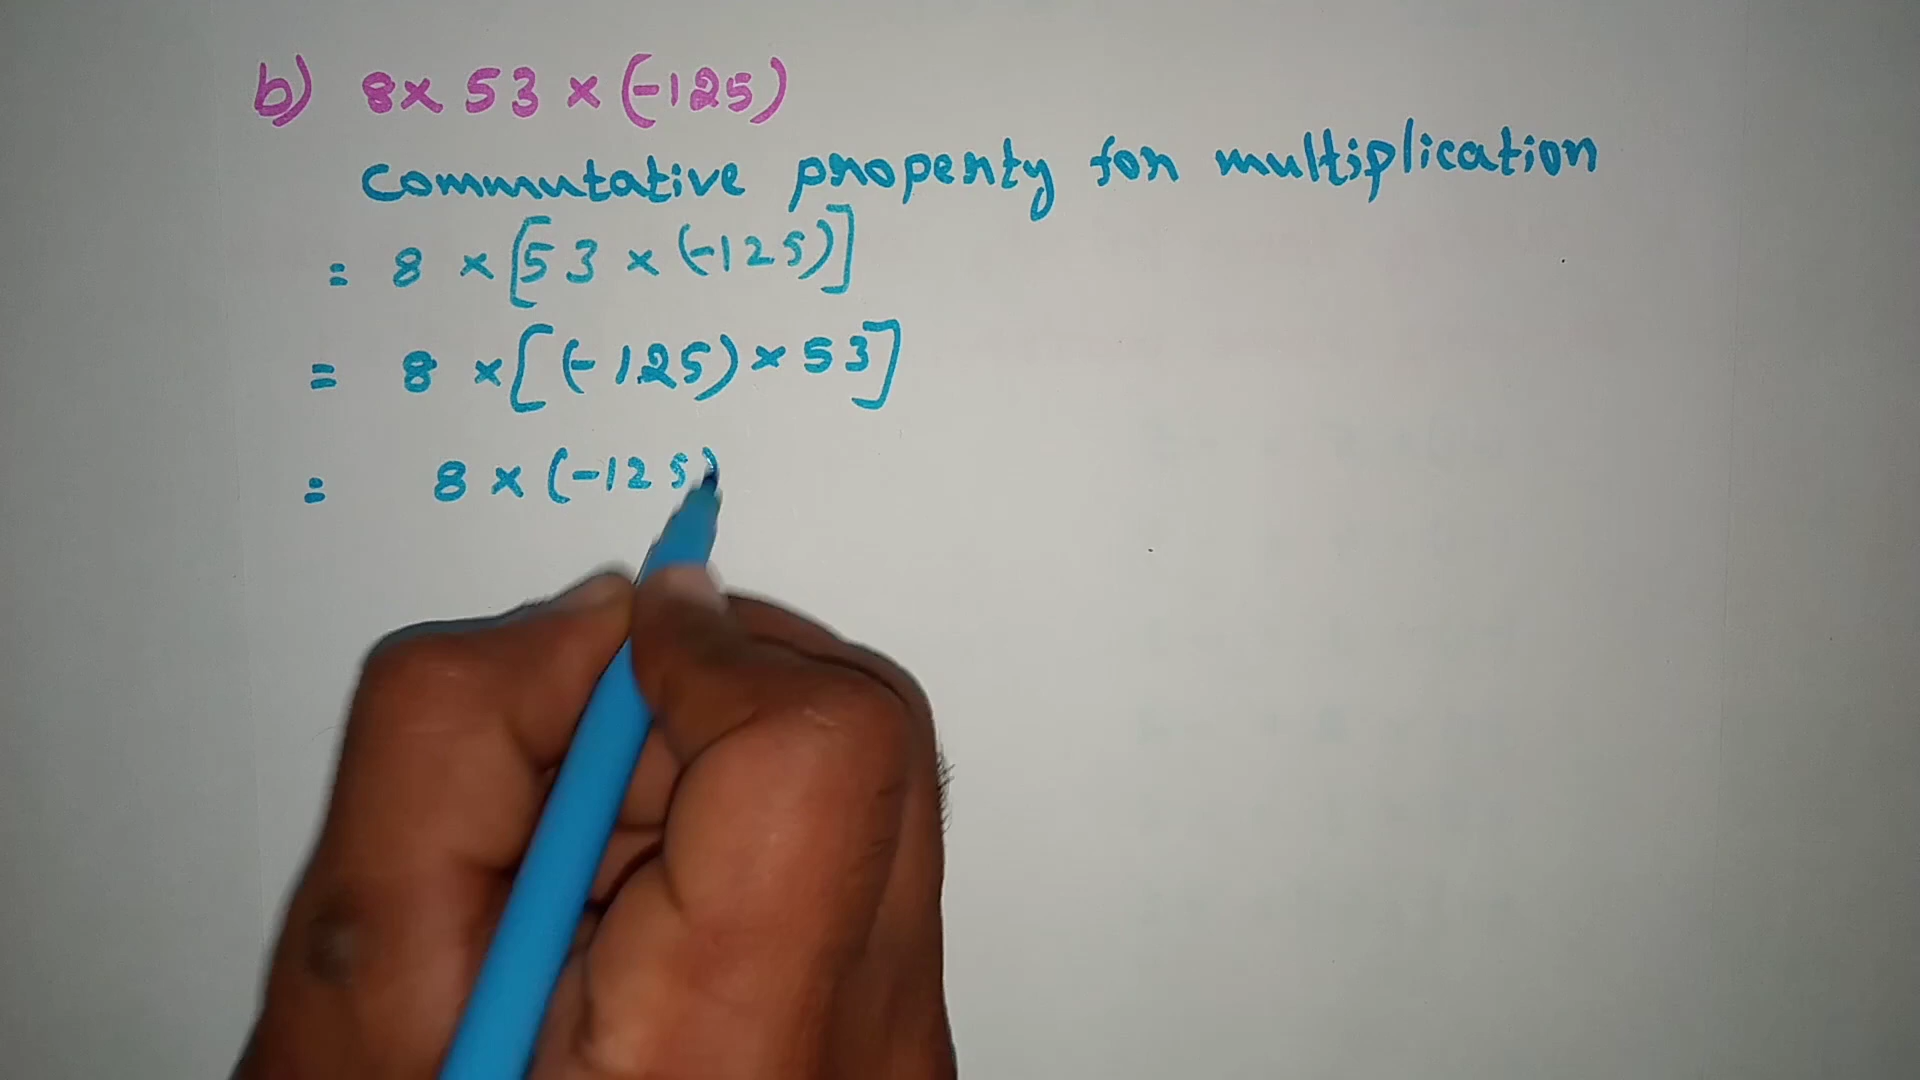 b) 8 × 53 × (-125)
Commutative property for multiplication
= 8 × [53 × (-125)]
= 8 × [(-125) × 53]
= 8 × (-125)